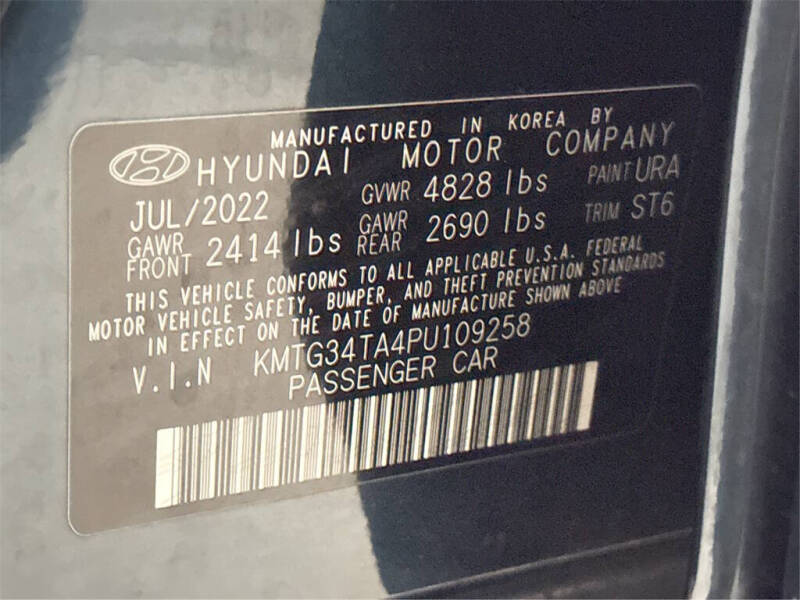 MANUFACTURED IN KOREA BY
HYUNDAI MOTOR COMPANY
JUL/2022 GVWR 4828 lbs PAINT URA
GAWR FRONT 2414 lbs GAWR REAR 2690 lbs TRIM ST6
THIS VEHICLE CONFORMS TO ALL APPLICABLE U.S.A. FEDERAL
MOTOR VEHICLE SAFETY, BUMPER, AND THEFT PREVENTION STANDARDS
IN EFFECT ON THE DATE OF MANUFACTURE SHOWN ABOVE
V.I.N KMTG34TA4PU109258
PASSENGER CAR